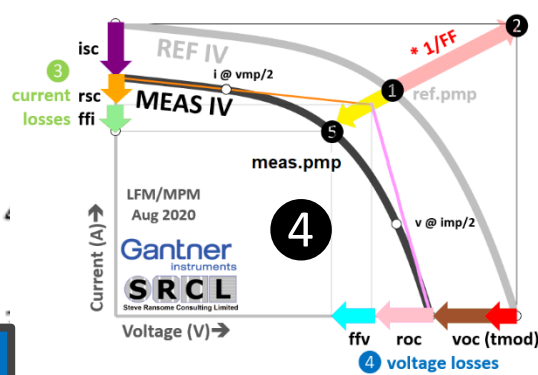 2
isc
REF IV
* 1/FF
3
i @ vmp/2
current
losses
rsc
ffi
MEAS IV
1
ref.pmp
5
meas.pmp
LFM/MPM
Aug 2020
4
v @ imp/2
Gantner
instruments
SRCL
Steve Ransome Consulting Limited
Current (A)→
Voltage (V)→
ffv
roc
voc (tmod)
4 voltage losses